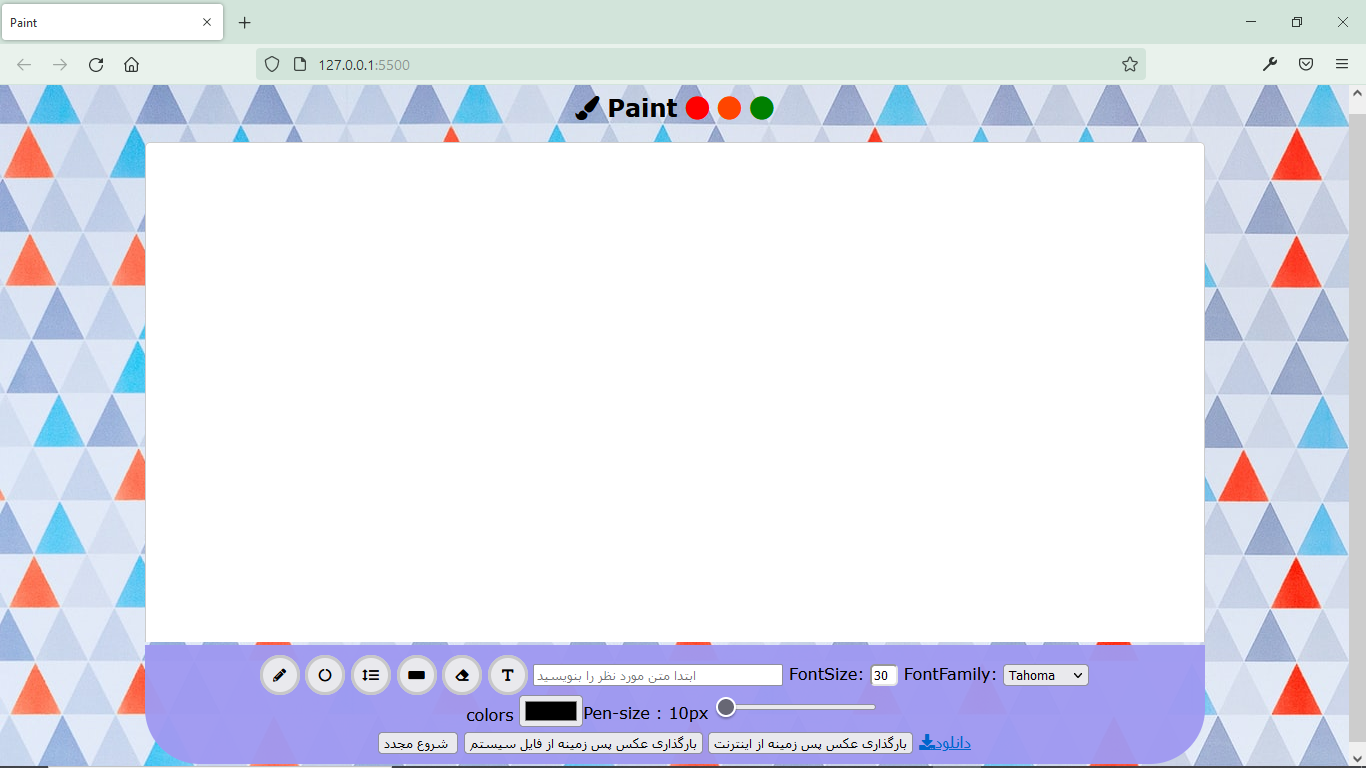 Paint
127.0.0.1:5500
Paint
T ابتدا متن مورد نظر را بنویسید FontSize: 30 FontFamily: Tahoma
colors Pen-size : 10px
شروع مجدد بارگذاری عکس پس زمینه از فایل سیستم بارگذاری عکس پس زمینه از اینترنت دانلود